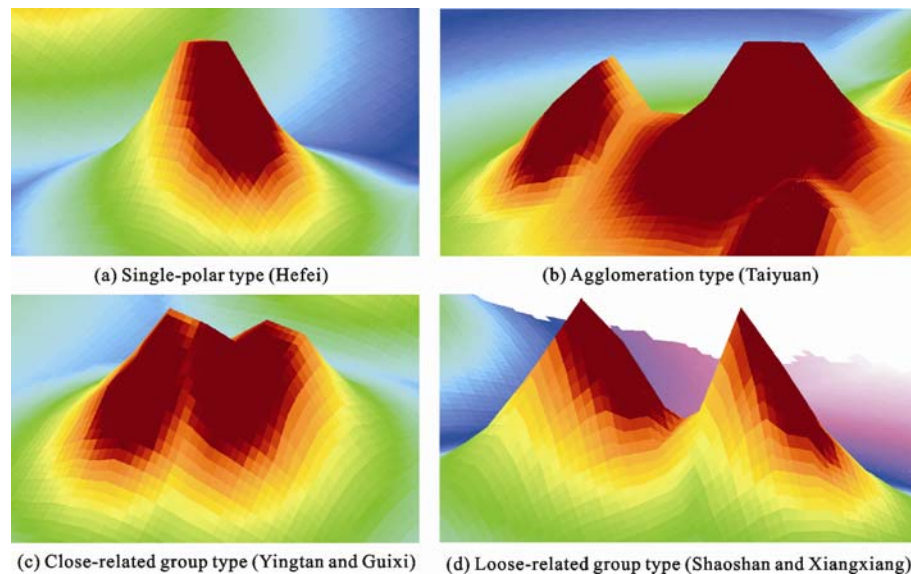 (a) Single-polar type (Hefei)
(b) Agglomeration type (Taiyuan)
(c) Close-related group type (Yingtan and Guixi)
(d) Loose-related group type (Shaoshan and Xiangxiang)